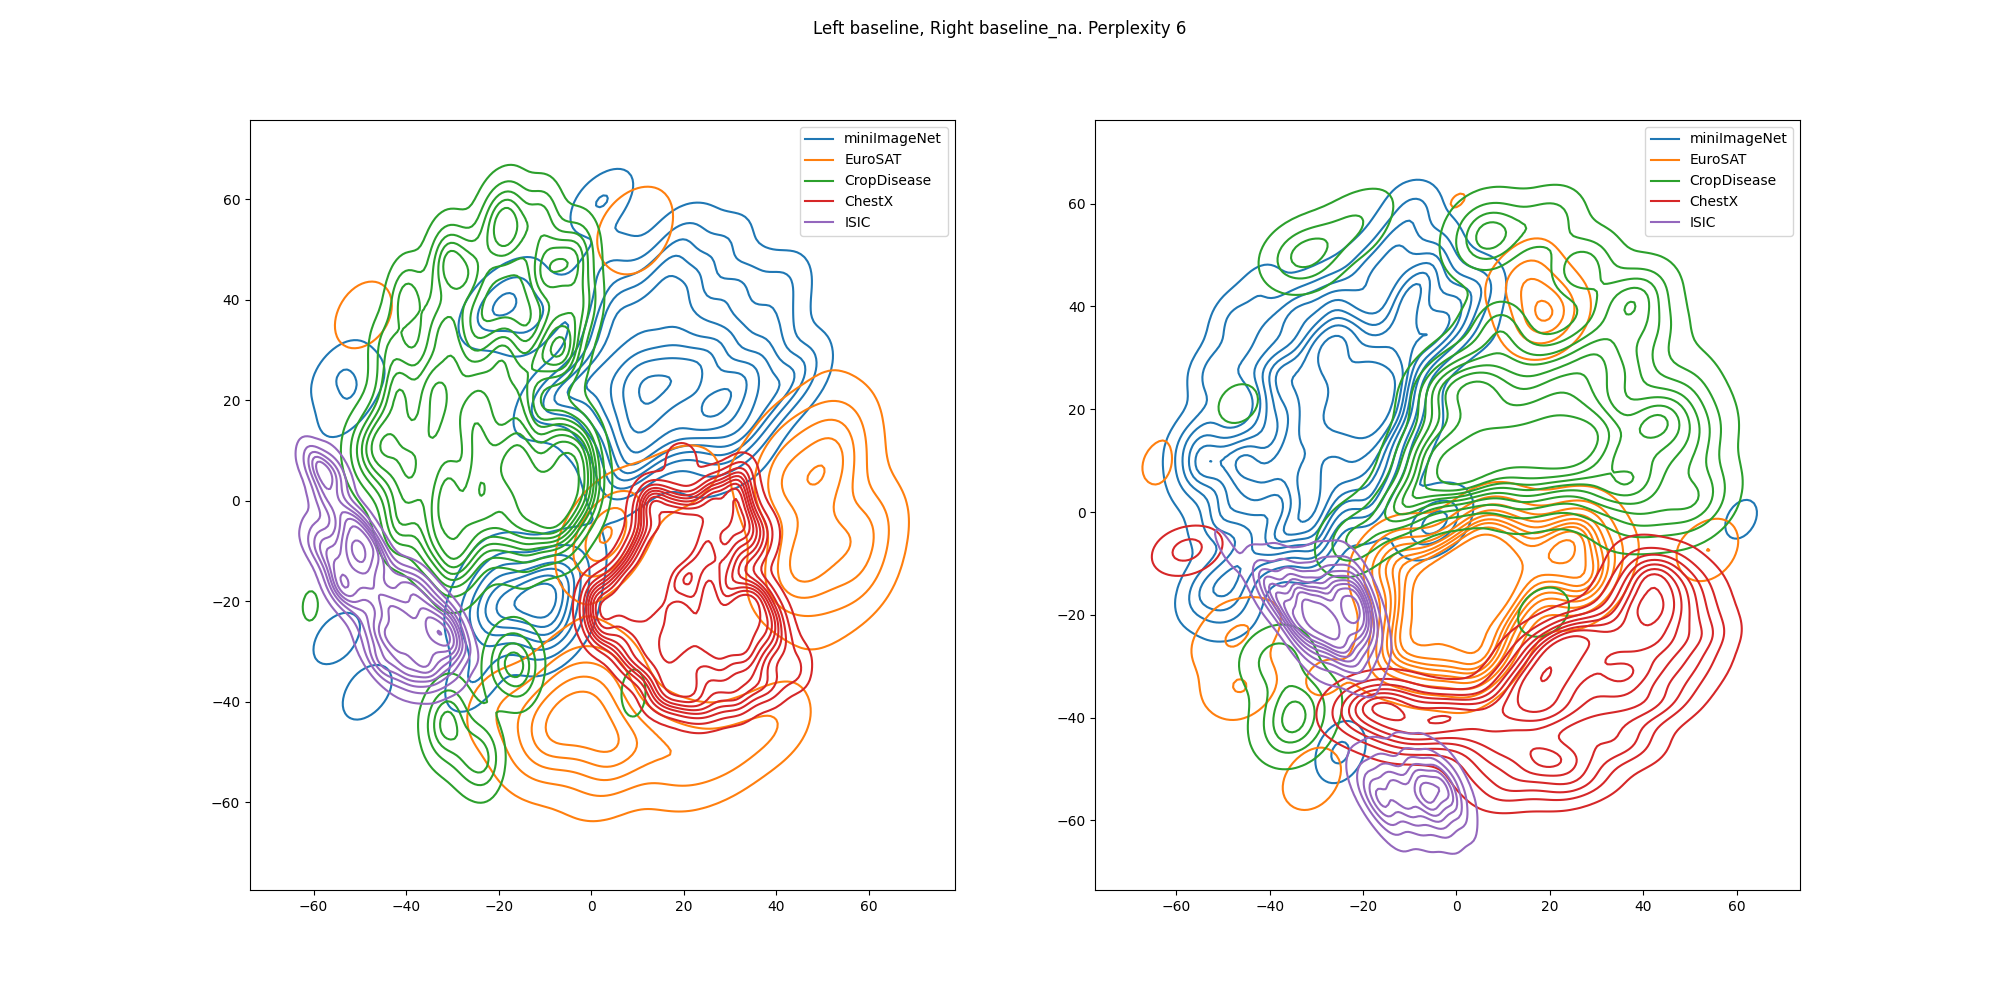 Left baseline, Right baseline_na. Perplexity 6
miniImageNet
EuroSAT
CropDisease
ChestX
ISIC
60
40
20
0
−20
−40
−60
−60 −40 −20 0 20 40 60
miniImageNet
EuroSAT
CropDisease
ChestX
ISIC
60
40
20
0
−20
−40
−60
−60 −40 −20 0 20 40 60